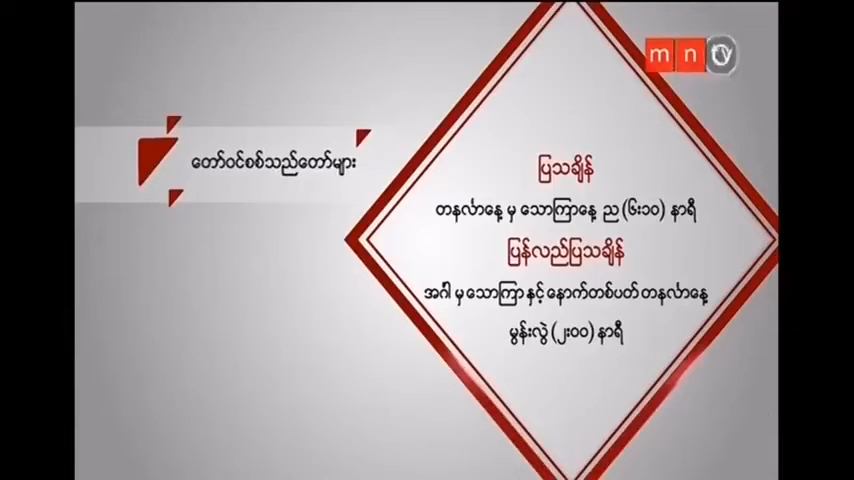 mntv
တော်ဝင်စစ်သည်တော်များ
ပြသချိန်
တနင်္လာနေ့ မှ သောကြာနေ့ ည (၆း၁၀) နာရီ
ပြန်လည်ပြသချိန်
အင်္ဂါ မှ သောကြာ နှင့် နောက်တစ်ပတ် တနင်္လာနေ့
မွန်းလွဲ (၂း၀၀) နာရီ